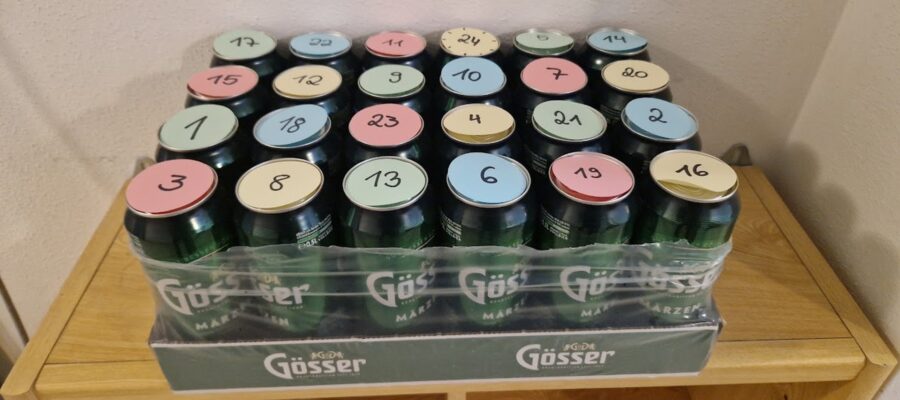 17 22 11 24 5 14
15 12 9 10 7 20
1 18 23 4 21 2
3 8 13 6 19 16
Gösser Gösser Gösser Gösser
MÄRZEN
Gösser Gösser